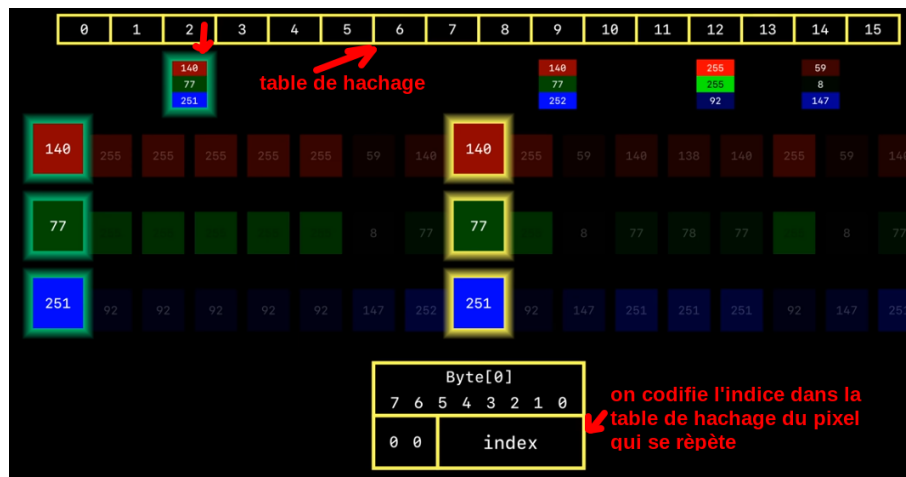 0 1 2 3 4 5 6 7 8 9 10 11 12 13 14 15
140 140 255 59
77 77 255 8
251 252 92 147
table de hachage
140 255 255 255 255 255 59 140 140 255 59 140 138 140 255 59
77 8 77 77 8 77 78 77 8 77
251 92 92 92 92 92 147 252 251 92 147 251 251 251 92 147
Byte[0]
7 6 5 4 3 2 1 0
0 0 index
on codifie l'indice dans la
table de hachage du pixel
qui se rèpète